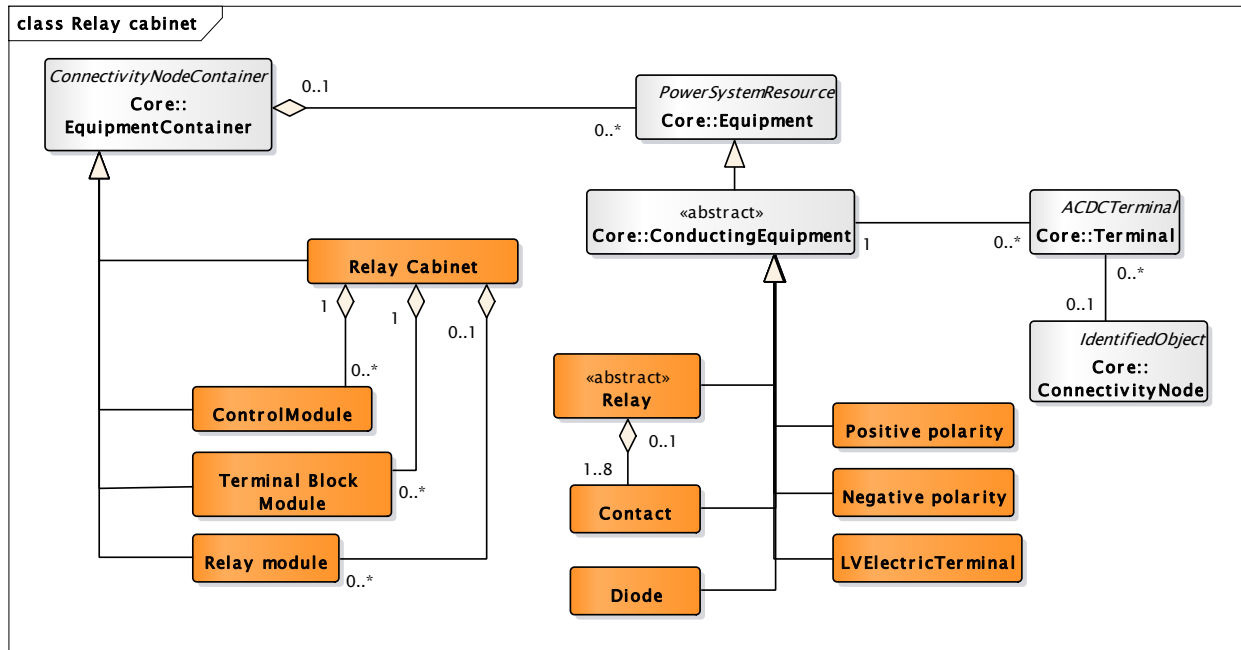 class Relay cabinet
ConnectivityNodeContainer
Core::
EquipmentContainer
0..1
0..*
PowerSystemResource
Core::Equipment
«abstract»
Core::ConductingEquipment
1
0..*
ACDCTerminal
Core::Terminal
0..*
0..1
IdentifiedObject
Core::
ConnectivityNode
Relay Cabinet
1
1
0..1
0..*
ControlModule
Terminal Block
Module
0..*
Relay module
0..*
«abstract»
Relay
0..1
1..8
Contact
Diode
Positive polarity
Negative polarity
LVElectricTerminal